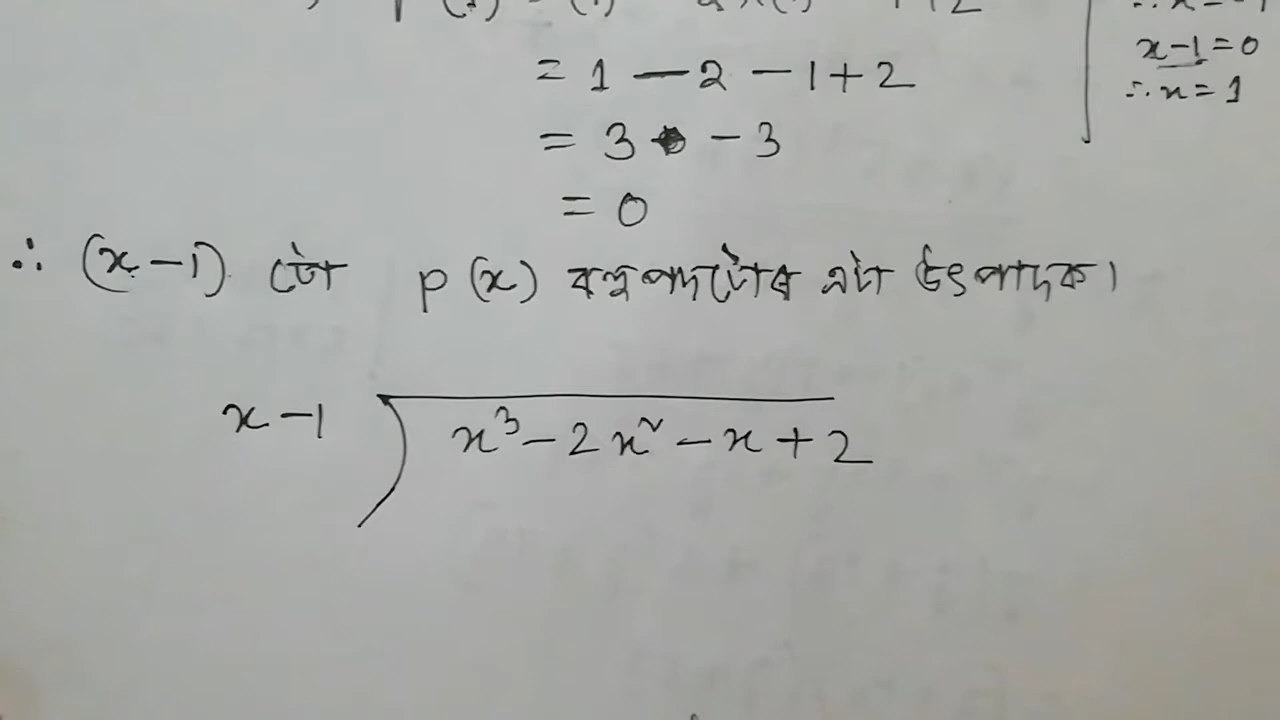 = 1 - 2 - 1 + 2
x - 1 = 0
∴ x = 1
= 3 - 3
= 0
∴ (x - 1) টো p(x) বহুপদটোৰ এটা উৎপাদক।
x - 1 ) x³ - 2x² - x + 2